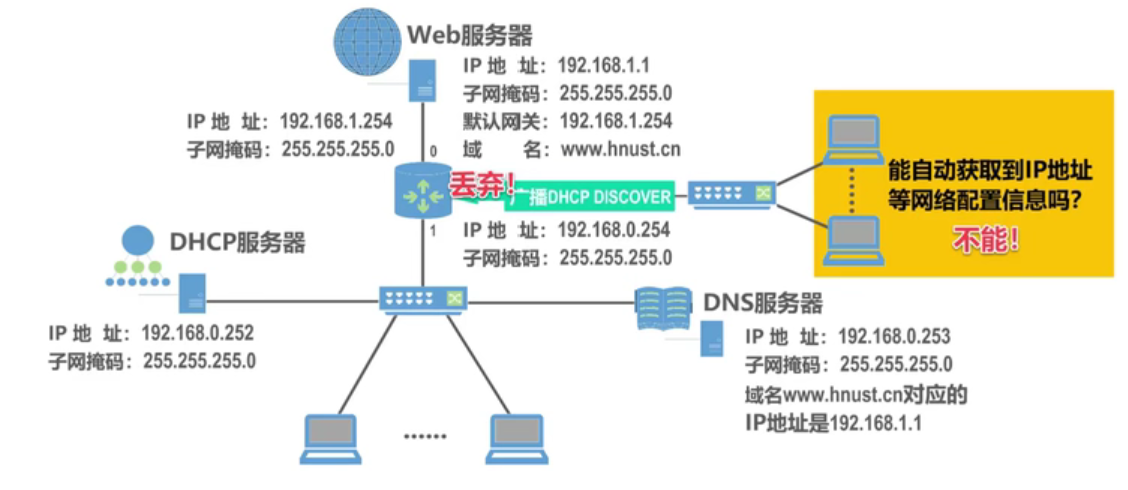 Web服务器
IP 地 址：192.168.1.1
子网掩码：255.255.255.0
默认网关：192.168.1.254
域 名：www.hnust.cn
IP 地 址：192.168.1.254
子网掩码：255.255.255.0
0
丢弃！
广播DHCP DISCOVER
能自动获取到IP地址
等网络配置信息吗？
不能！
1
IP 地 址：192.168.0.254
子网掩码：255.255.255.0
DHCP服务器
IP 地 址：192.168.0.252
子网掩码：255.255.255.0
DNS服务器
IP 地 址：192.168.0.253
子网掩码：255.255.255.0
域名www.hnust.cn对应的
IP地址是192.168.1.1